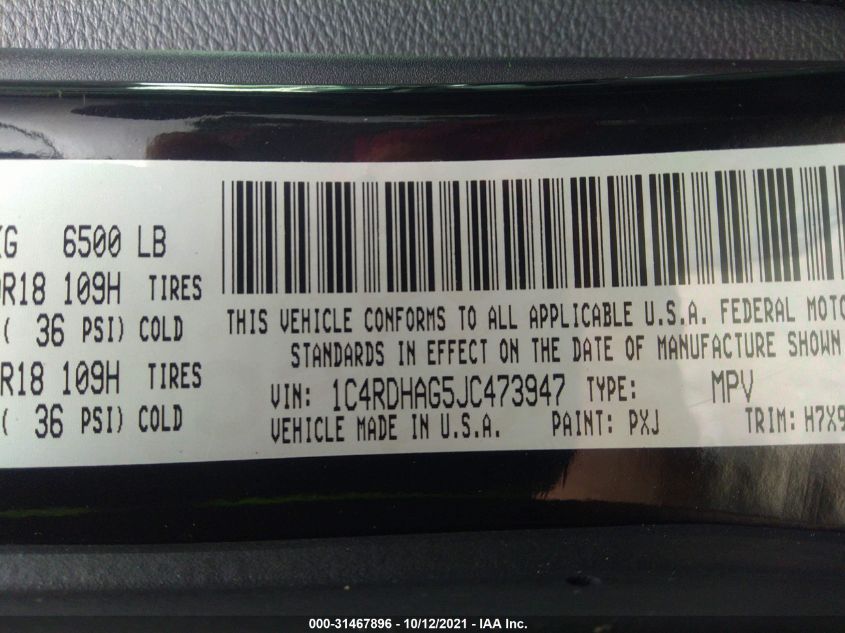 KG 6500 LB
R18 109H TIRES
( 36 PSI) COLD
R18 109H TIRES
( 36 PSI) COLD
THIS VEHICLE CONFORMS TO ALL APPLICABLE U.S.A. FEDERAL MOTO
STANDARDS IN EFFECT ON THE DATE OF MANUFACTURE SHOWN
VIN: 1C4RDHAG5JC473947 TYPE: MPV
VEHICLE MADE IN U.S.A. PAINT: PXJ TRIM: H7X9
000-31467896 - 10/12/2021 - IAA Inc.